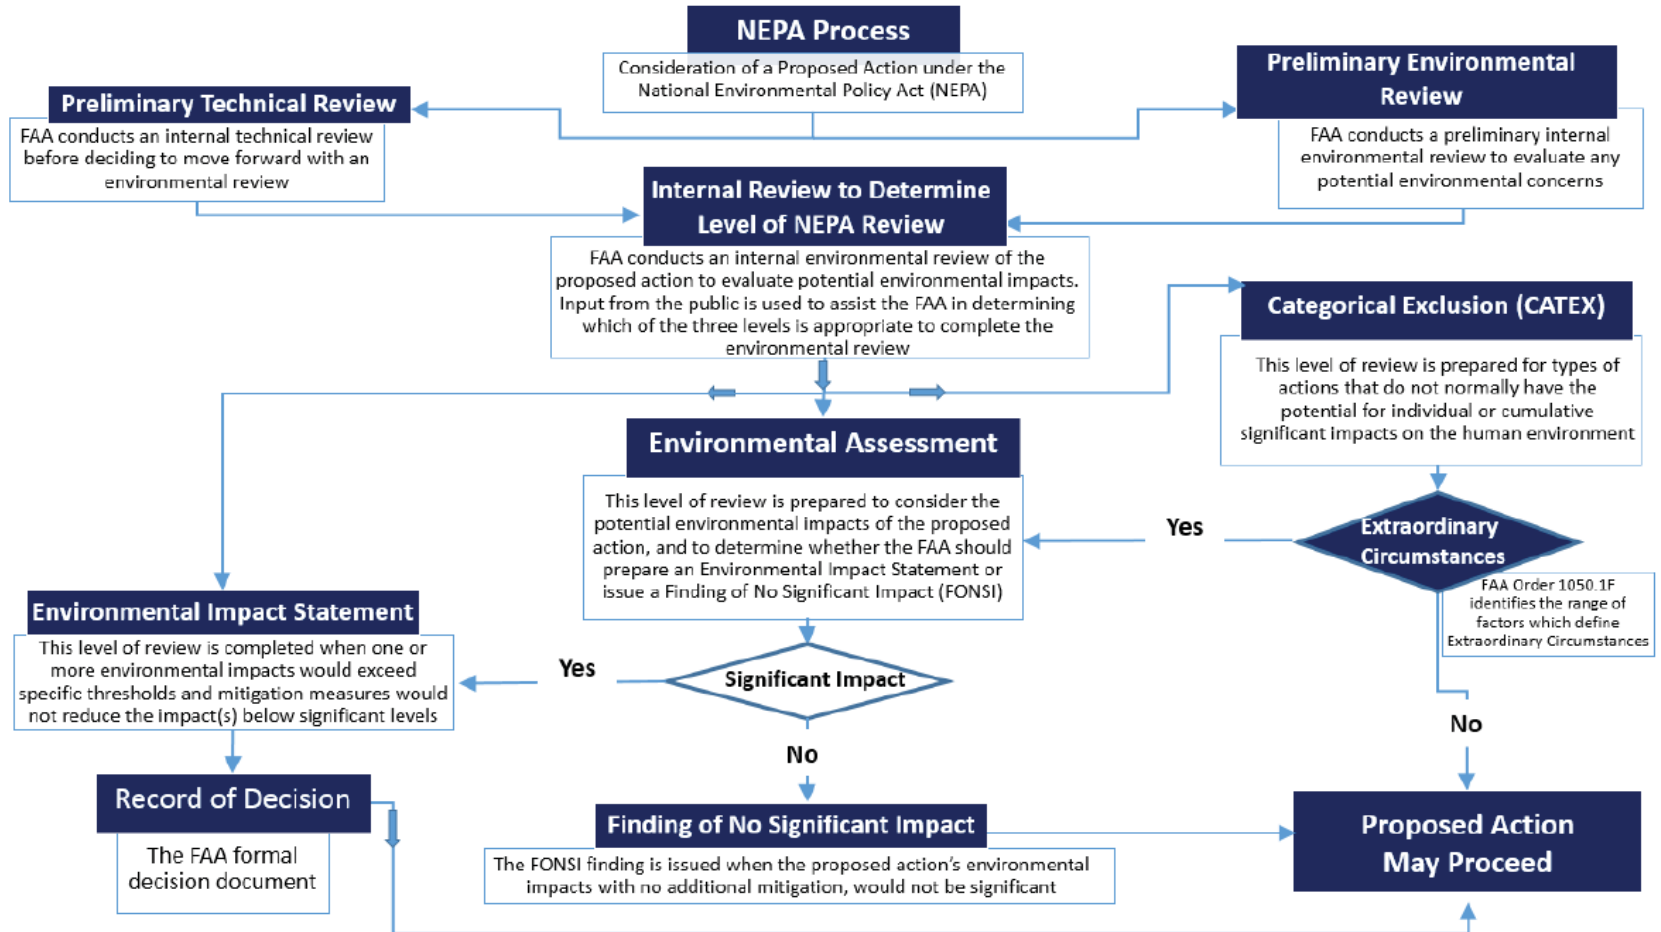 NEPA Process
Consideration of a Proposed Action under the
National Environmental Policy Act (NEPA)
Preliminary Technical Review
FAA conducts an internal technical review
before deciding to move forward with an
environmental review
Preliminary Environmental
Review
FAA conducts a preliminary internal
environmental review to evaluate any
potential environmental concerns
Internal Review to Determine
Level of NEPA Review
FAA conducts an internal environmental review of the
proposed action to evaluate potential environmental impacts.
Input from the public is used to assist the FAA in determining
which of the three levels is appropriate to complete the
environmental review
Categorical Exclusion (CATEX)
This level of review is prepared for types of
actions that do not normally have the
potential for individual or cumulative
significant impacts on the human environment
Environmental Assessment
This level of review is prepared to consider the
potential environmental impacts of the proposed
action, and to determine whether the FAA should
prepare an Environmental Impact Statement or
issue a Finding of No Significant Impact (FONSI)
Yes
Extraordinary
Circumstances
FAA Order 1050.1F
identifies the range of
factors which define
Extraordinary Circumstances
Environmental Impact Statement
This level of review is completed when one or
more environmental impacts would exceed
specific thresholds and mitigation measures would
not reduce the impact(s) below significant levels
Yes
Significant Impact
No
No
Record of Decision
The FAA formal
decision document
Finding of No Significant Impact
The FONSI finding is issued when the proposed action's environmental
impacts with no additional mitigation, would not be significant
Proposed Action
May Proceed